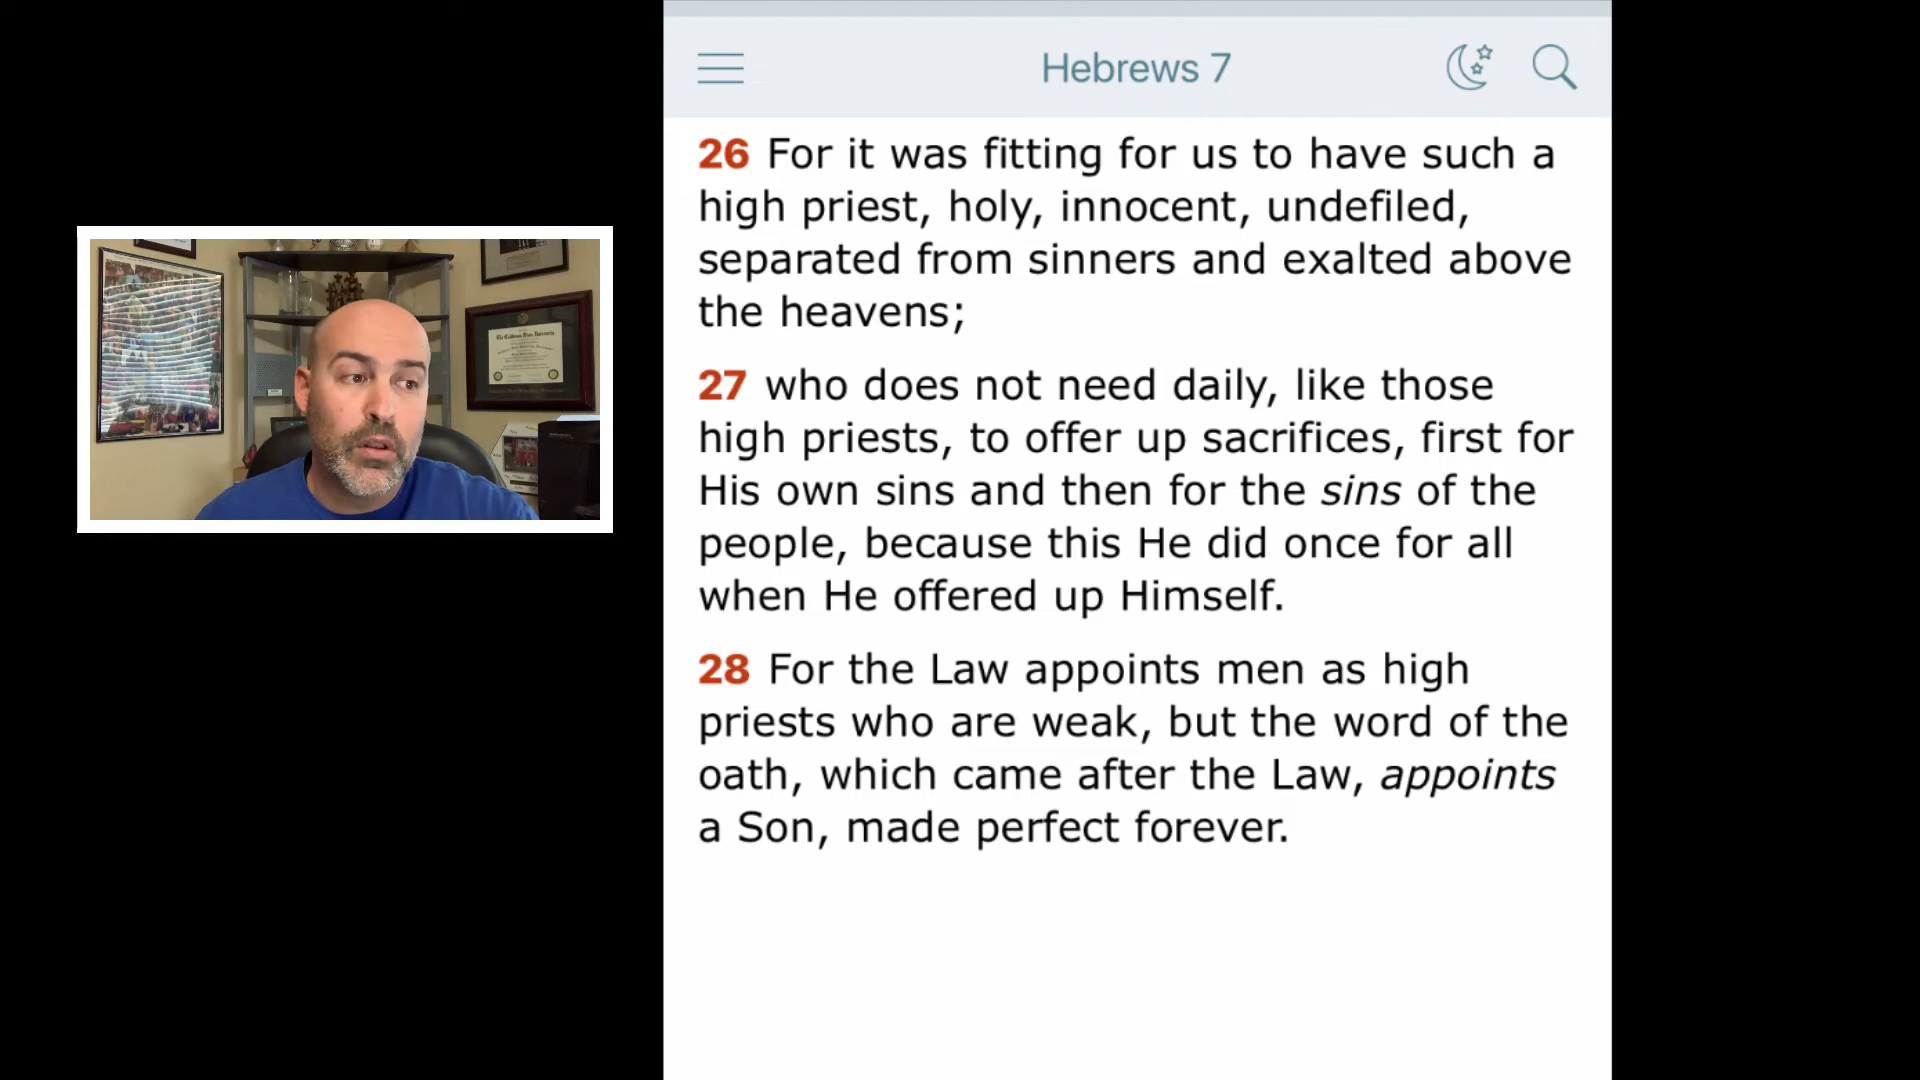 Hebrews 7
26 For it was fitting for us to have such a
high priest, holy, innocent, undefiled,
separated from sinners and exalted above
the heavens;
27 who does not need daily, like those
high priests, to offer up sacrifices, first for
His own sins and then for the sins of the
people, because this He did once for all
when He offered up Himself.
28 For the Law appoints men as high
priests who are weak, but the word of the
oath, which came after the Law, appoints
a Son, made perfect forever.